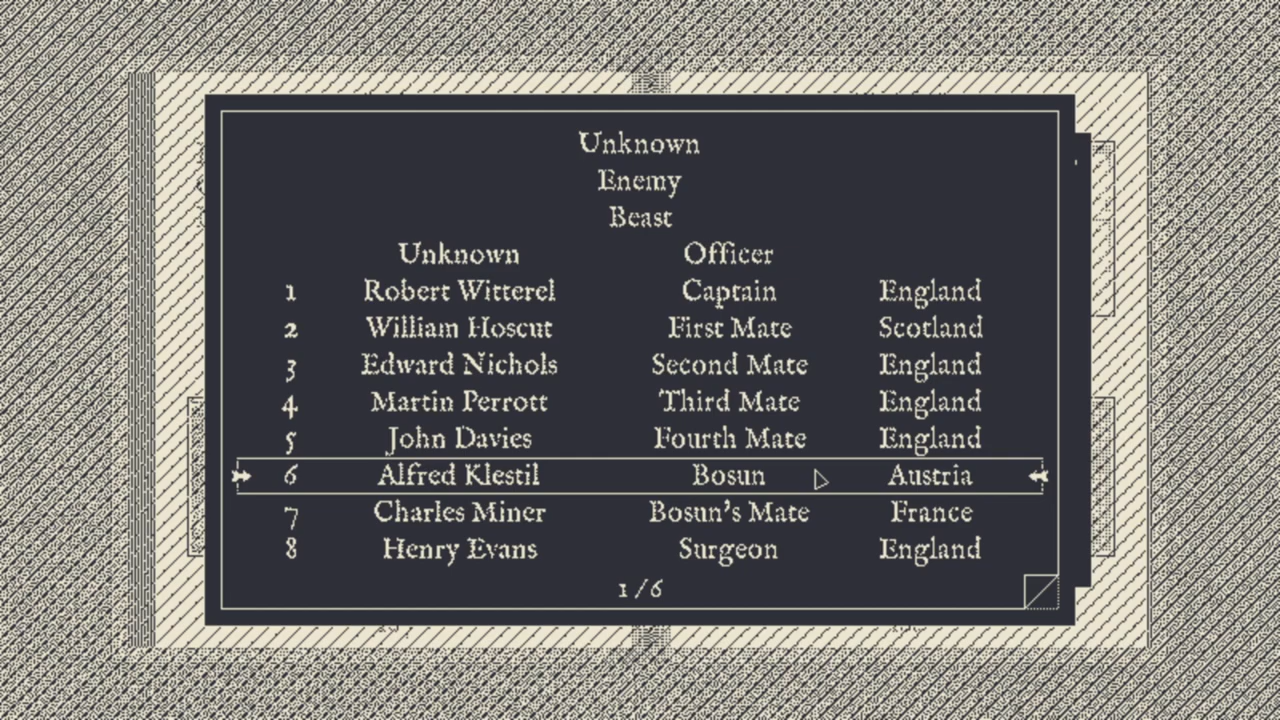 Unknown
Enemy
Beast
Unknown Officer
1 Robert Witterel Captain England
2 William Hoscut First Mate Scotland
3 Edward Nichols Second Mate England
4 Martin Perrott Third Mate England
5 John Davies Fourth Mate England
6 Alfred Klestil Bosun Austria
7 Charles Miner Bosun's Mate France
8 Henry Evans Surgeon England
1/6